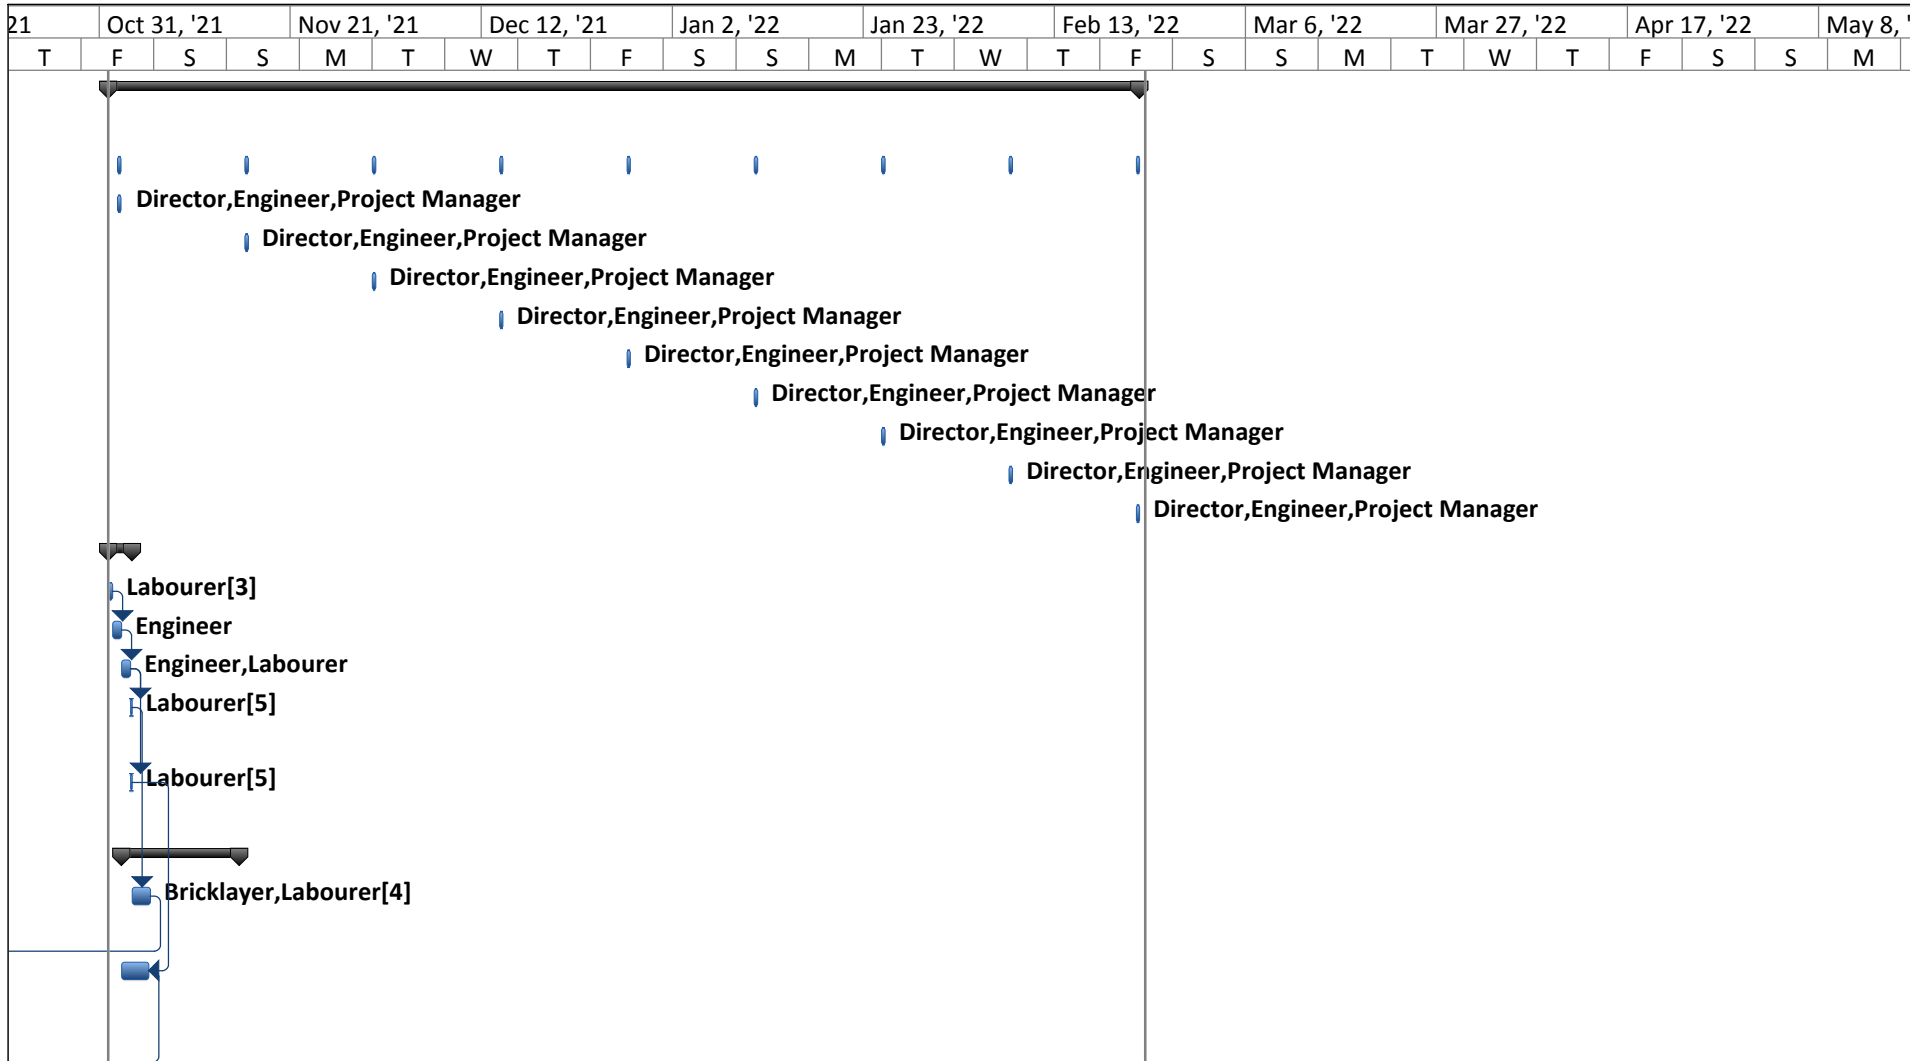 21 Oct 31, '21 Nov 21, '21 Dec 12, '21 Jan 2, '22 Jan 23, '22 Feb 13, '22 Mar 6, '22 Mar 27, '22 Apr 17, '22 May 8, '
T F S S M T W T F S S M T W T F S S M T W T F S S M
Director,Engineer,Project Manager
Director,Engineer,Project Manager
Director,Engineer,Project Manager
Director,Engineer,Project Manager
Director,Engineer,Project Manager
Director,Engineer,Project Manager
Director,Engineer,Project Manager
Director,Engineer,Project Manager
Director,Engineer,Project Manager
Labourer[3]
Engineer
Engineer,Labourer
Labourer[5]
Labourer[5]
Bricklayer,Labourer[4]